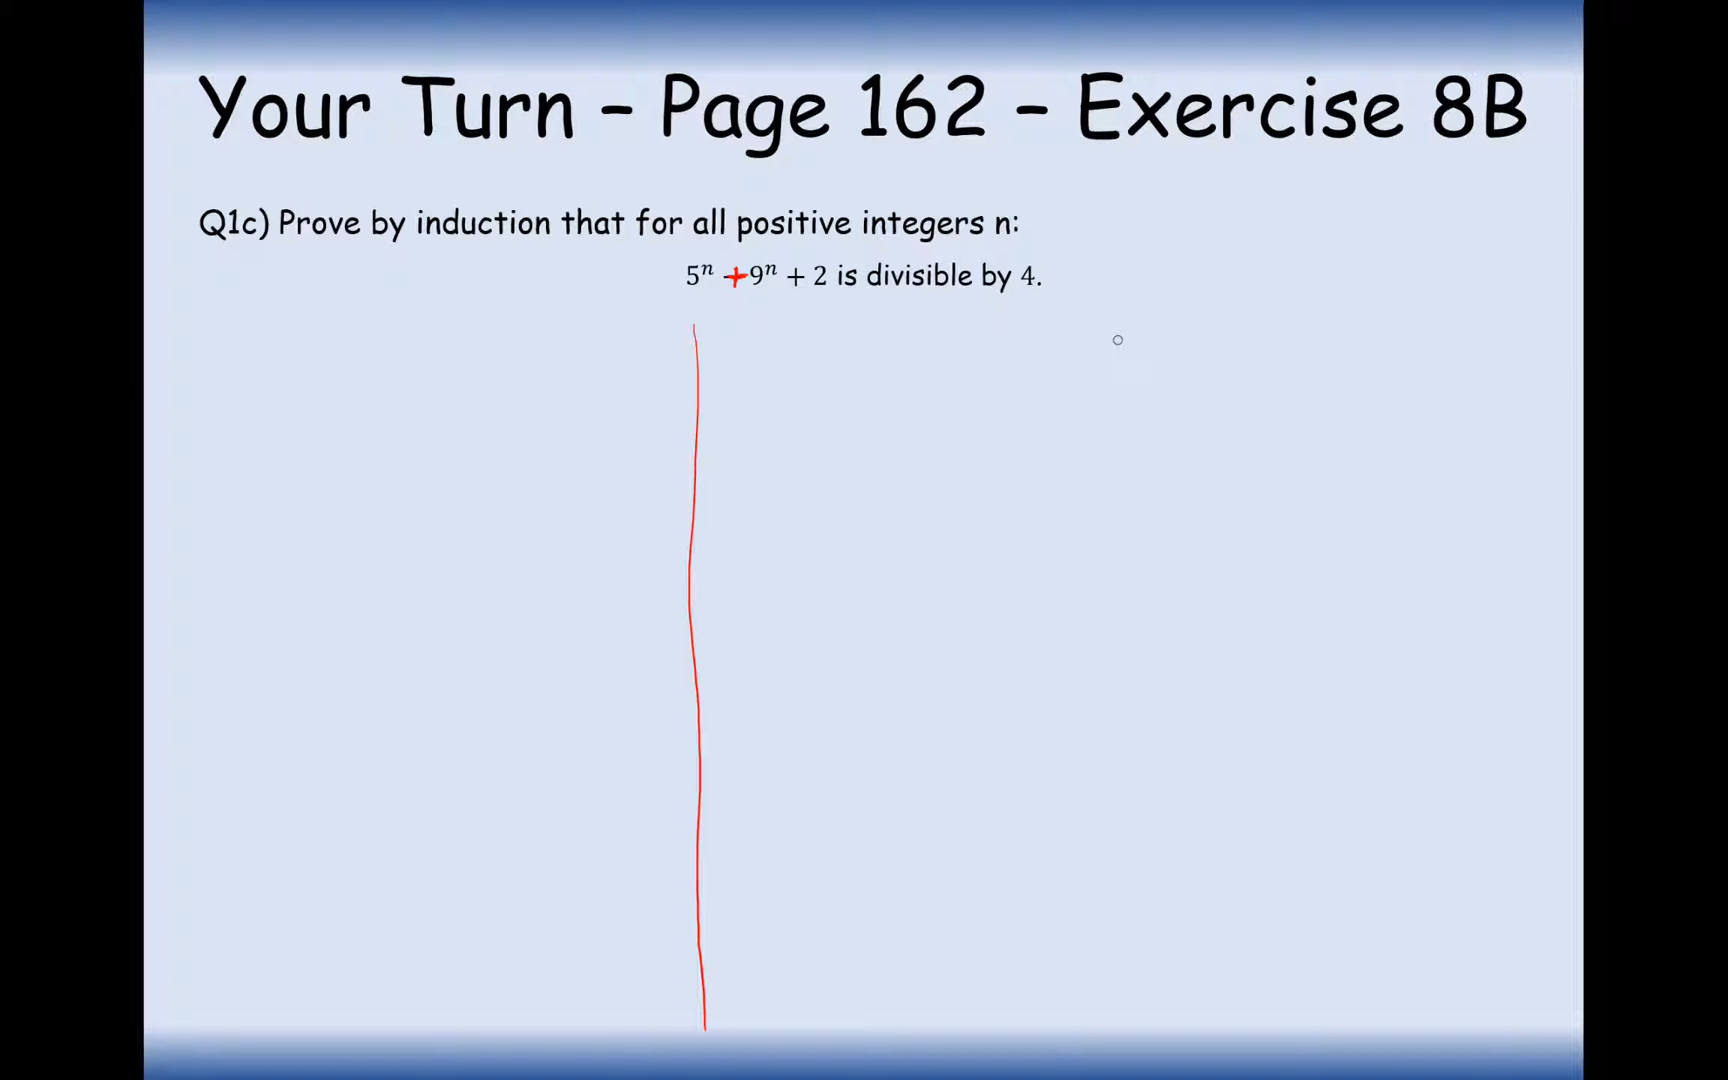 Your Turn – Page 162 – Exercise 8B
Q1c) Prove by induction that for all positive integers n:
5ⁿ + 9ⁿ + 2 is divisible by 4.